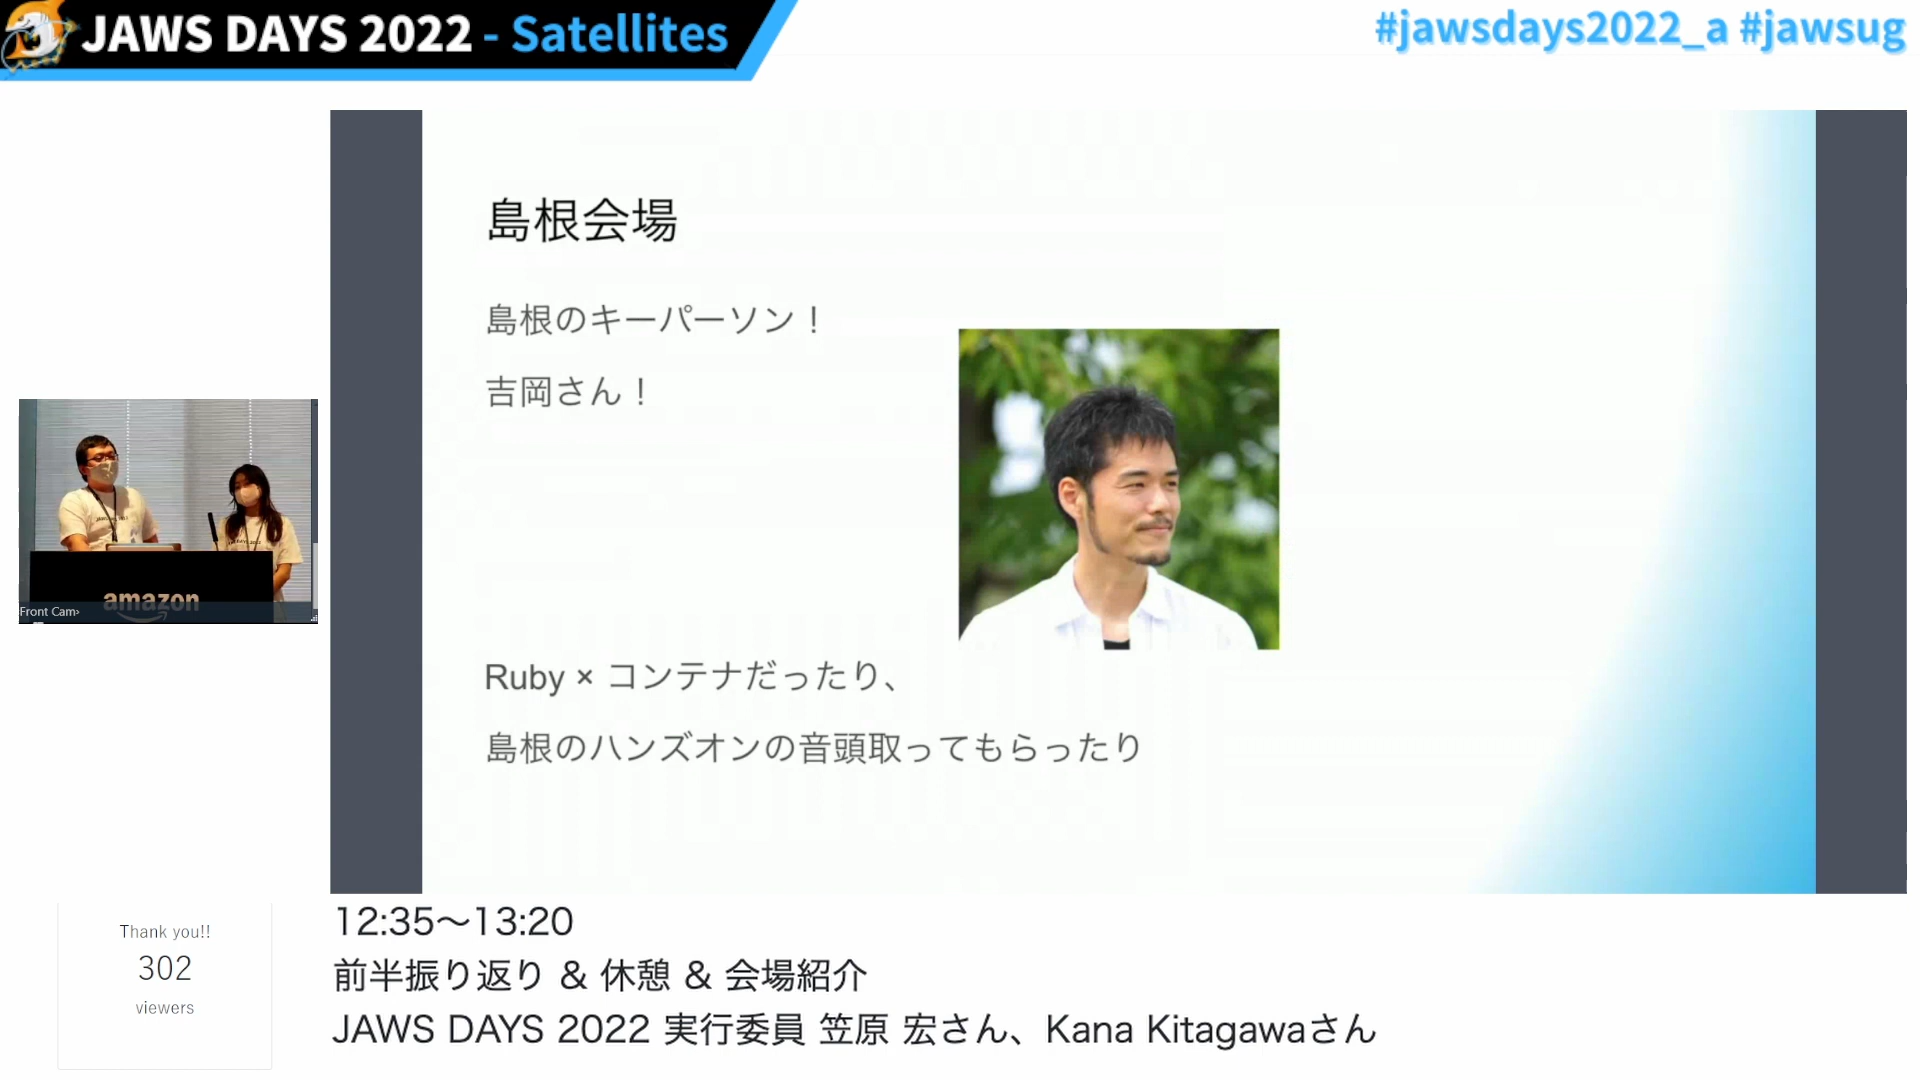 JAWS DAYS 2022 - Satellites
#jawsdays2022_a #jawsug
島根会場
島根のキーパーソン！
吉岡さん！
Ruby × コンテナだったり、
島根のハンズオンの音頭取ってもらったり
amazon
Front Cam
Thank you!!
302
viewers
12:35〜13:20
前半振り返り & 休憩 & 会場紹介
JAWS DAYS 2022 実行委員 笠原 宏さん、Kana Kitagawaさん